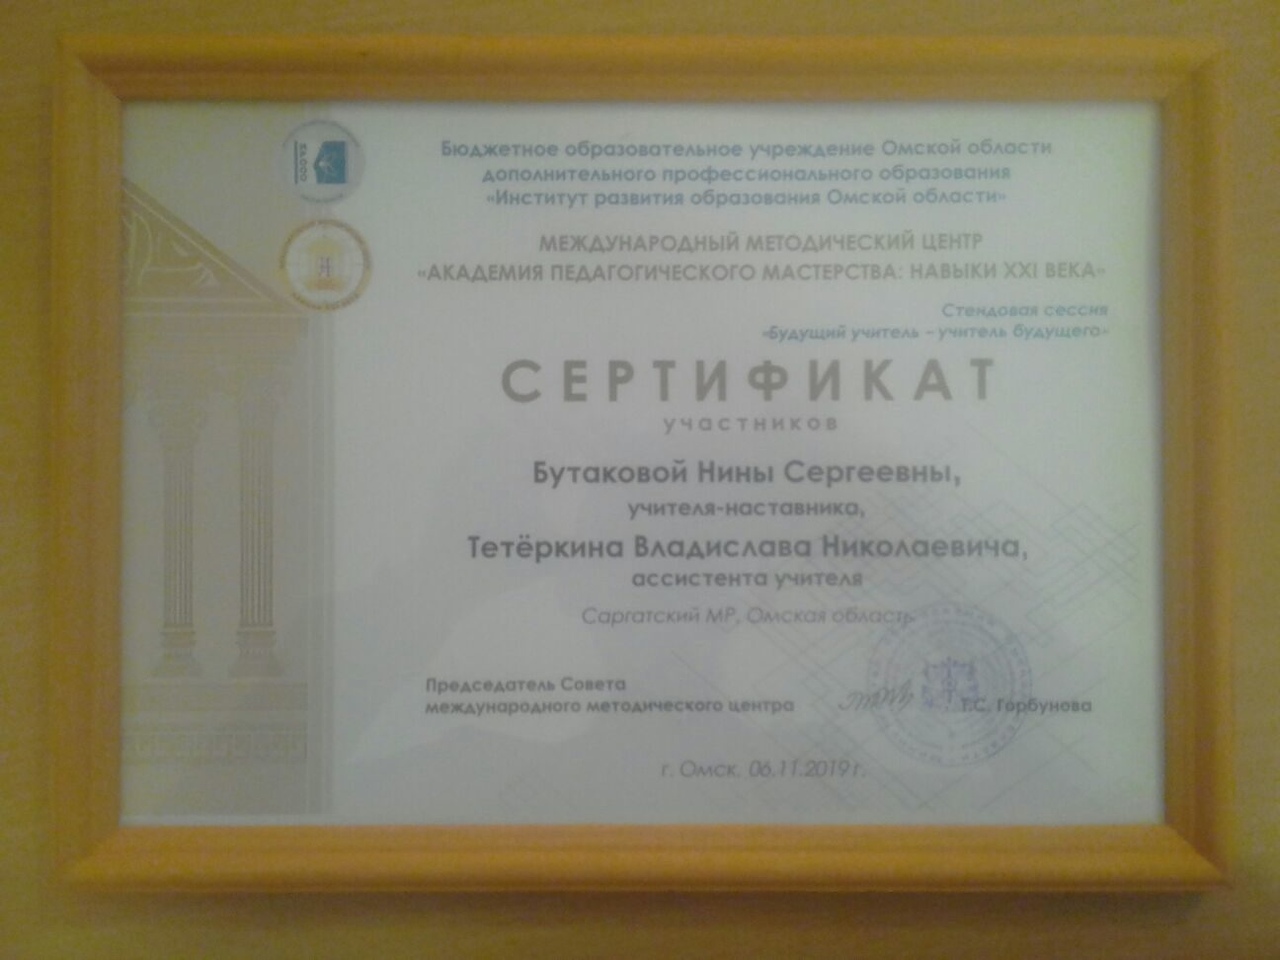 Бюджетное образовательное учреждение Омской области
дополнительного профессионального образования
«Институт развития образования Омской области»
МЕЖДУНАРОДНЫЙ МЕТОДИЧЕСКИЙ ЦЕНТР
«АКАДЕМИЯ ПЕДАГОГИЧЕСКОГО МАСТЕРСТВА: НАВЫКИ XXI ВЕКА»
Стендовая сессия
«Будущий учитель – учитель будущего»
СЕРТИФИКАТ
участников
Бутаковой Нины Сергеевны,
учителя-наставника,
Тетёркина Владислава Николаевича,
ассистента учителя
Саргатский МР, Омская область
Председатель Совета
международного методического центра
Т.С. Горбунова
г. Омск, 06.11.2019 г.